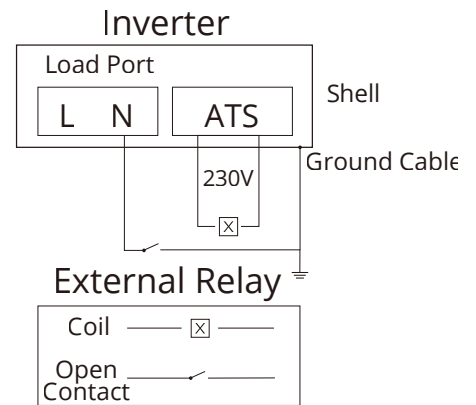 Inverter
Load Port
Shell
L N
ATS
Ground Cable
230V
X
External Relay
Coil
X
Open
Contact